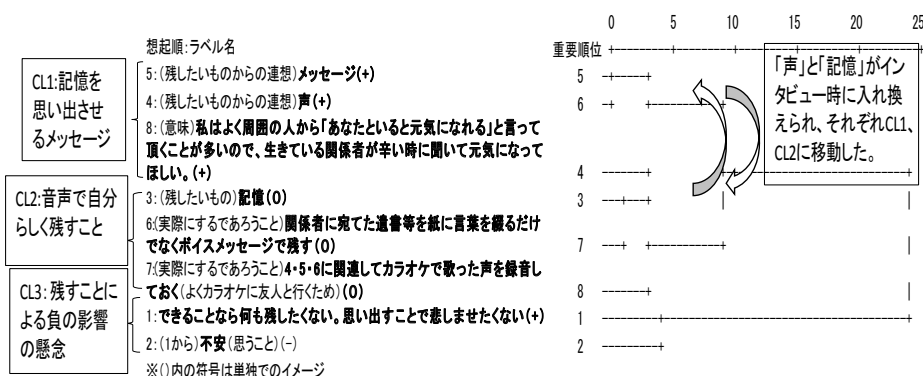 0 5 10 15 20 25
想起順:ラベル名
重要順位
CL1:記憶を
思い出させ
るメッセージ
5:(残したいものからの連想)メッセージ(+)
4:(残したいものからの連想)声(+)
8:(意味)私はよく周囲の人から「あなたといると元気になれる」と言って
頂くことが多いので、生きている関係者が辛い時に聞いて元気になって
ほしい。(+)
CL2:音声で自分
らしく残すこと
3:(残したいもの)記憶(0)
6:(実際にするであろうこと)関係者に宛てた遺書等を紙に言葉を綴るだけ
でなくボイスメッセージで残す(0)
7:(実際にするであろうこと)4・5・6に関連してカラオケで歌った声を録音し
ておく(よくカラオケに友人と行くため)(0)
CL3:残すことに
よる負の影響
の懸念
1:できることなら何も残したくない。思い出すことで悲しませたくない(+)
2:(1から)不安(思うこと)(-)
※()内の符号は単独でのイメージ
5
6
4
3
7
8
1
2
「声」と「記憶」がイン
タビュー時に入れ換
えられ、それぞれCL1、
CL2に移動した。